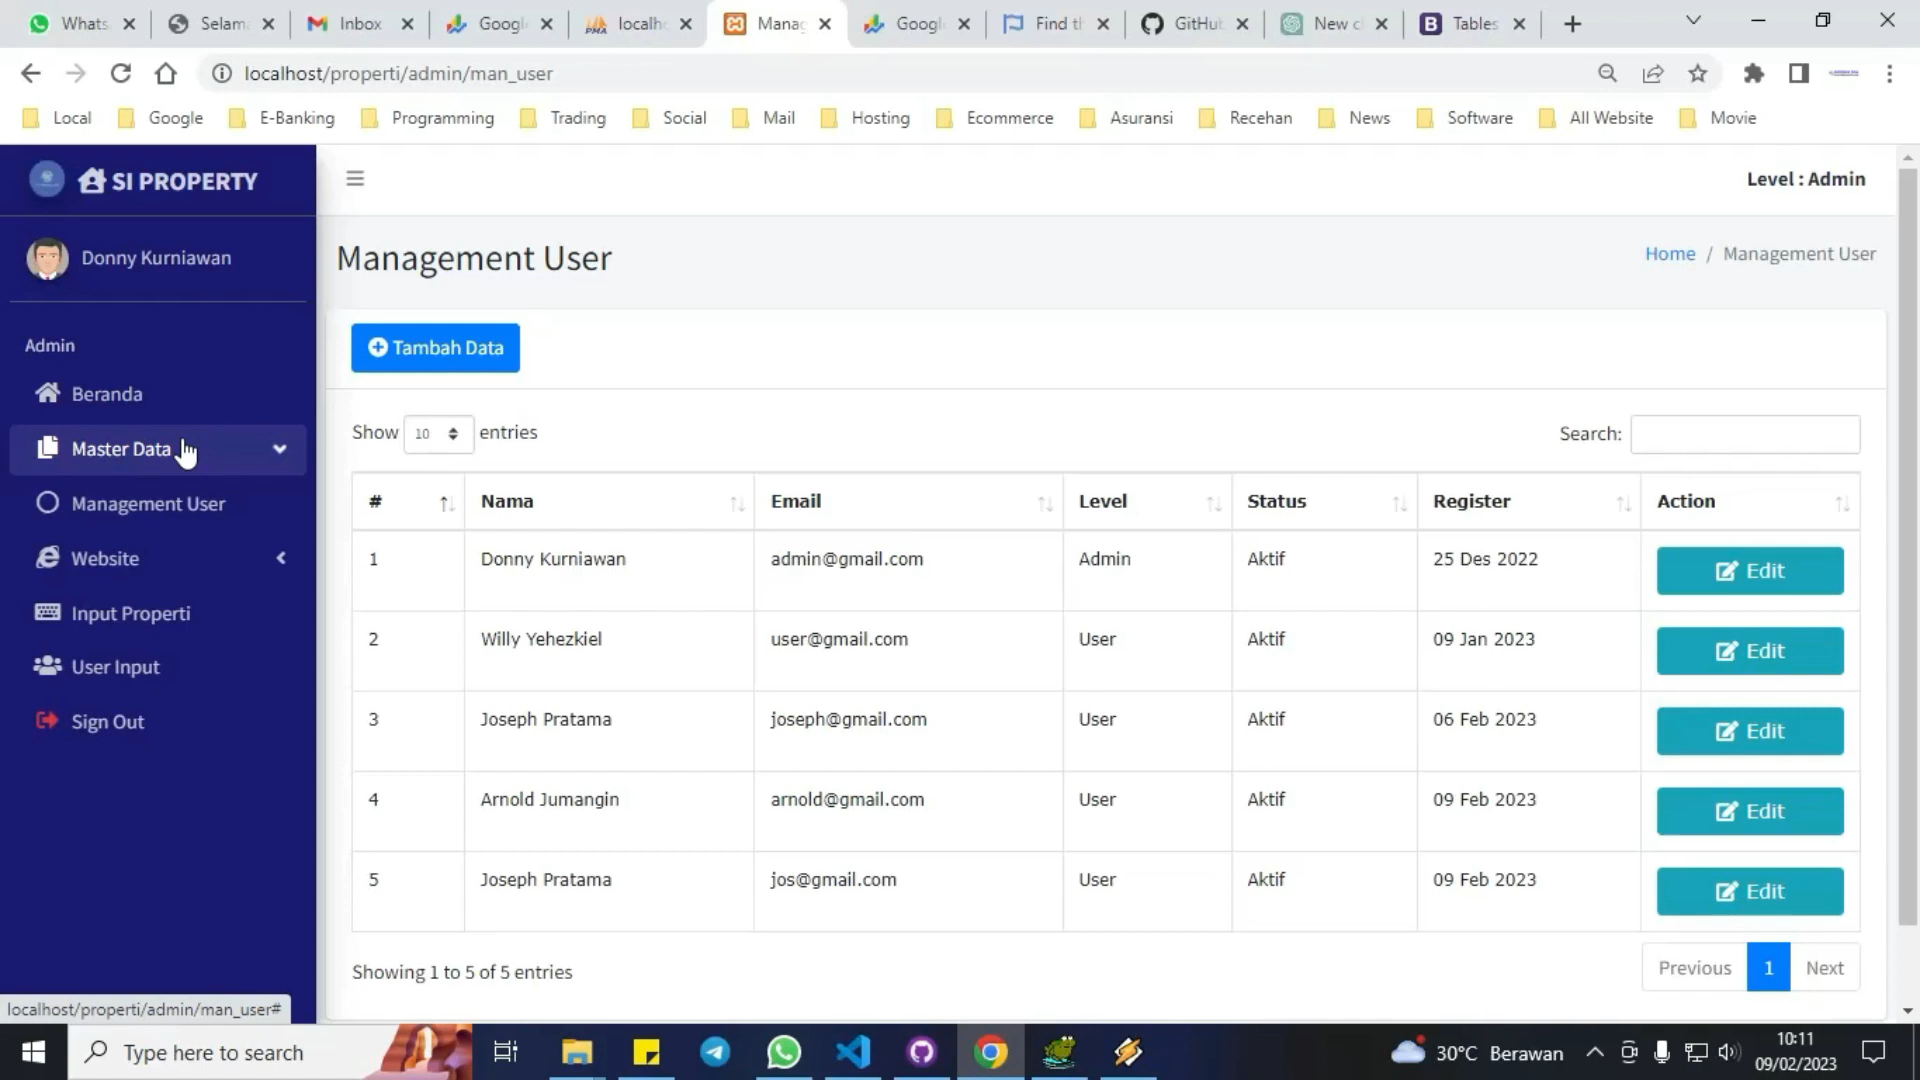 Whats
Selam
Inbox
Googl
localho
Manag
Googl
Find th
GitHub
New c
Tables
localhost/properti/admin/man_user
Local
Google
E-Banking
Programming
Trading
Social
Mail
Hosting
Ecommerce
Asuransi
Recehan
News
Software
All Website
Movie
SI PROPERTY
Level : Admin
Donny Kurniawan
Management User
Home / Management User
Admin
Tambah Data
Beranda
Master Data
Management User
Website
Input Properti
User Input
Sign Out
Show 10 entries
Search:
# Nama Email Level Status Register Action
1 Donny Kurniawan admin@gmail.com Admin Aktif 25 Des 2022 Edit
2 Willy Yehezkiel user@gmail.com User Aktif 09 Jan 2023 Edit
3 Joseph Pratama joseph@gmail.com User Aktif 06 Feb 2023 Edit
4 Arnold Jumangin arnold@gmail.com User Aktif 09 Feb 2023 Edit
5 Joseph Pratama jos@gmail.com User Aktif 09 Feb 2023 Edit
Showing 1 to 5 of 5 entries
Previous 1 Next
localhost/properti/admin/man_user#
Type here to search
30°C Berawan
10:11
09/02/2023